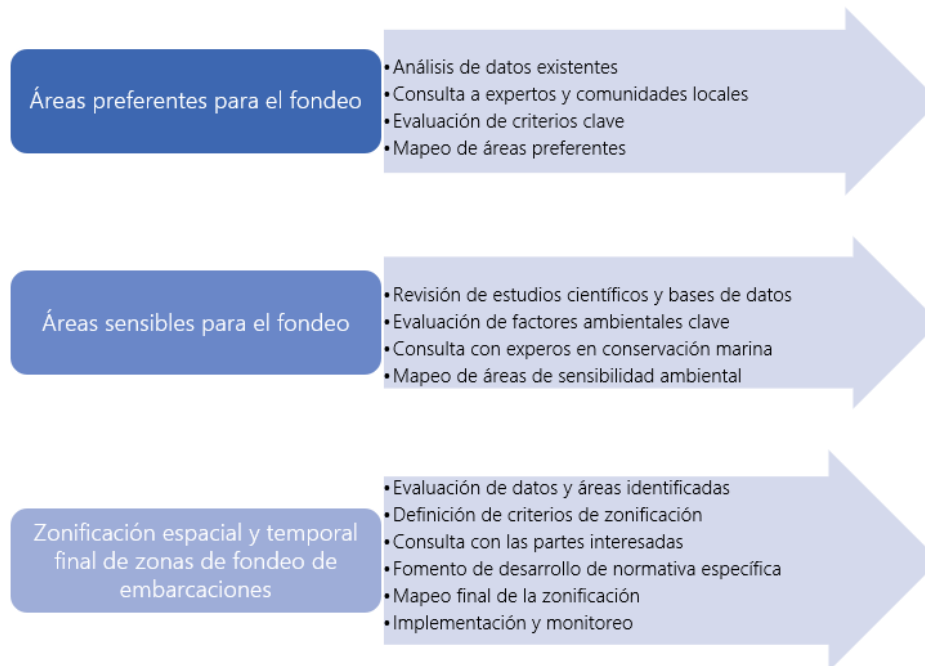 Áreas preferentes para el fondeo
•Análisis de datos existentes
•Consulta a expertos y comunidades locales
•Evaluación de criterios clave
•Mapeo de áreas preferentes
Áreas sensibles para el fondeo
•Revisión de estudios científicos y bases de datos
•Evaluación de factores ambientales clave
•Consulta con experos en conservación marina
•Mapeo de áreas de sensibilidad ambiental
Zonificación espacial y temporal
final de zonas de fondeo de
embarcaciones
•Evaluación de datos y áreas identificadas
•Definición de criterios de zonificación
•Consulta con las partes interesadas
•Fomento de desarrollo de normativa específica
•Mapeo final de la zonificación
•Implementación y monitoreo